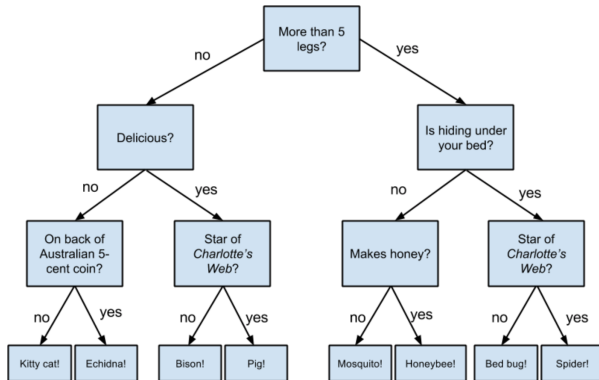 More than 5
legs?
no
yes
Delicious?
Is hiding under
your bed?
no
yes
no
yes
On back of
Australian 5-
cent coin?
Star of
Charlotte's
Web?
Makes honey?
Star of
Charlotte's
Web?
no
yes
no
yes
no
yes
no
yes
Kitty cat!
Echidna!
Bison!
Pig!
Mosquito!
Honeybee!
Bed bug!
Spider!